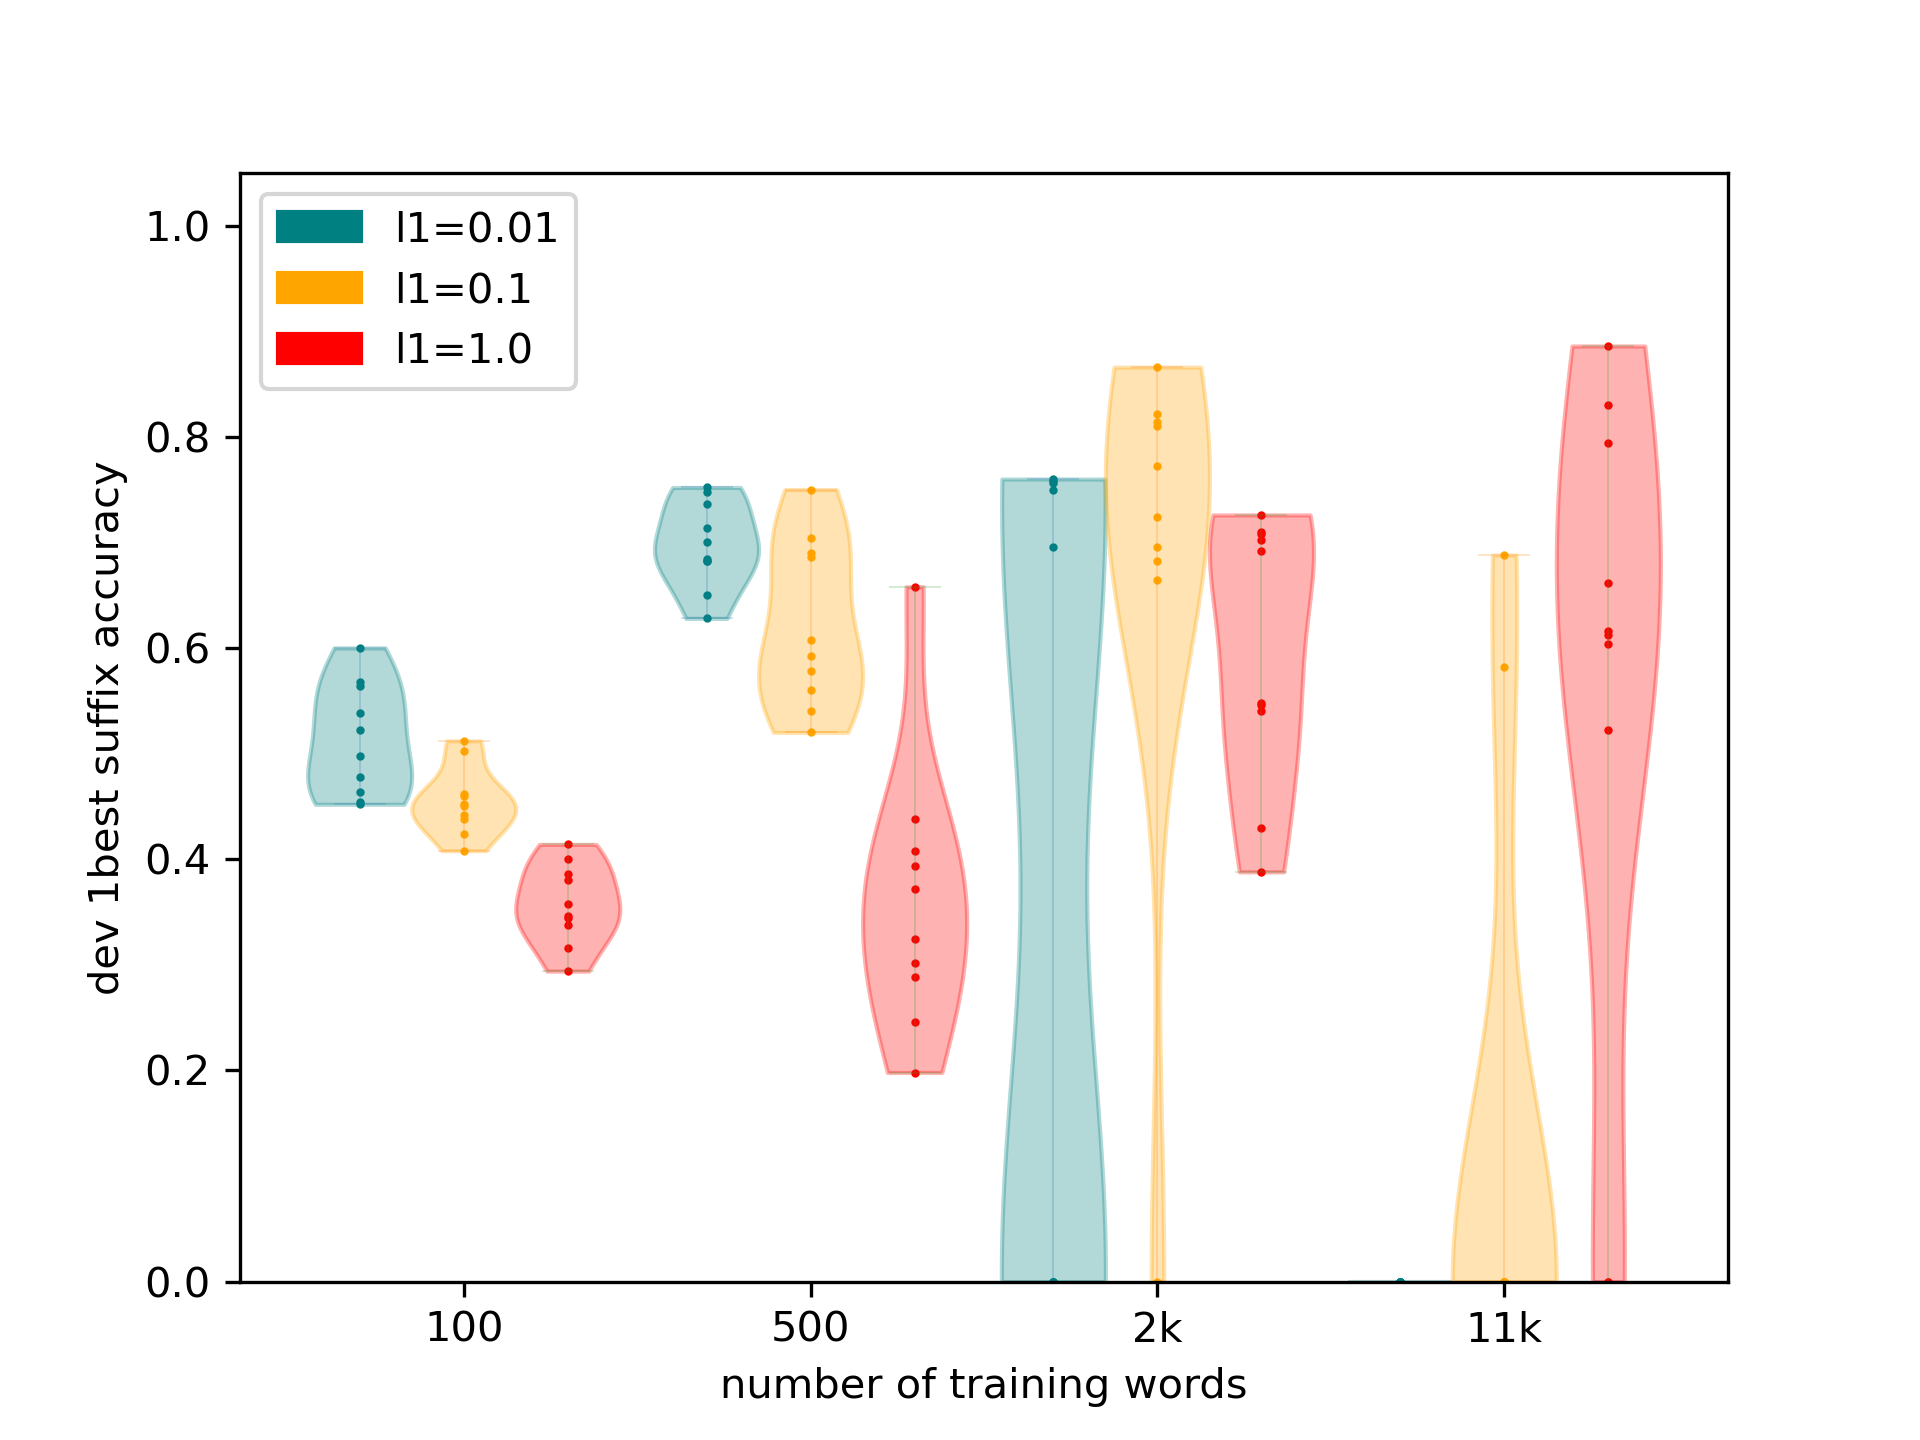 l1=0.01
l1=0.1
l1=1.0
1.0
0.8
0.6
0.4
0.2
0.0
dev 1best suffix accuracy
100 500 2k 11k
number of training words